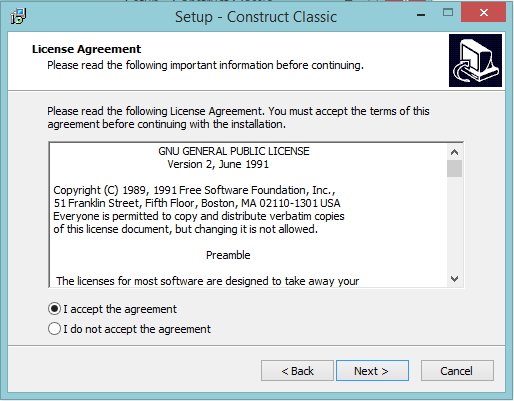 Setup - Construct Classic
License Agreement
Please read the following important information before continuing.
Please read the following License Agreement. You must accept the terms of this
agreement before continuing with the installation.
GNU GENERAL PUBLIC LICENSE
Version 2, June 1991
Copyright (C) 1989, 1991 Free Software Foundation, Inc.,
51 Franklin Street, Fifth Floor, Boston, MA 02110-1301 USA
Everyone is permitted to copy and distribute verbatim copies
of this license document, but changing it is not allowed.
Preamble
The licenses for most software are designed to take away your
I accept the agreement
I do not accept the agreement
< Back
Next >
Cancel